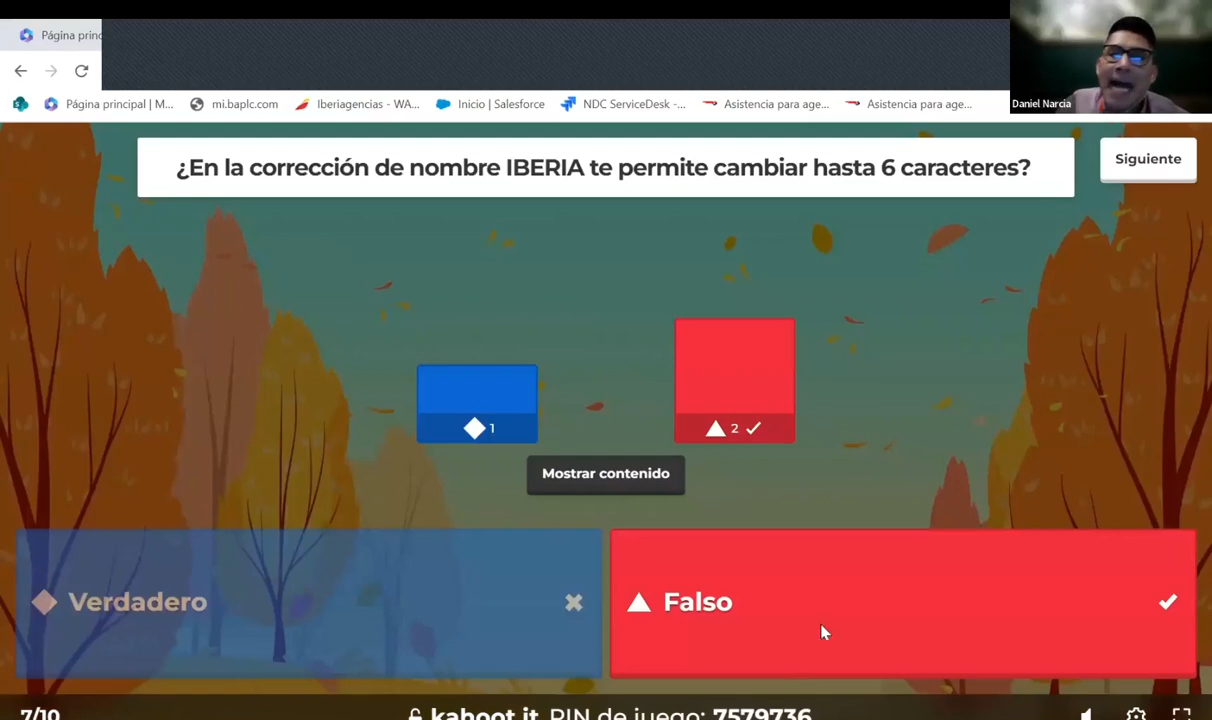 Página princ
Página principal | M...
mi.baplc.com
Iberiagencias - WA...
Inicio | Salesforce
NDC ServiceDesk -...
Asistencia para age...
Asistencia para age...
Daniel Narcia
¿En la corrección de nombre IBERIA te permite cambiar hasta 6 caracteres?
Siguiente
1
2
Mostrar contenido
Verdadero
Falso
7/10
kahoot.it PIN de juego: 7579736